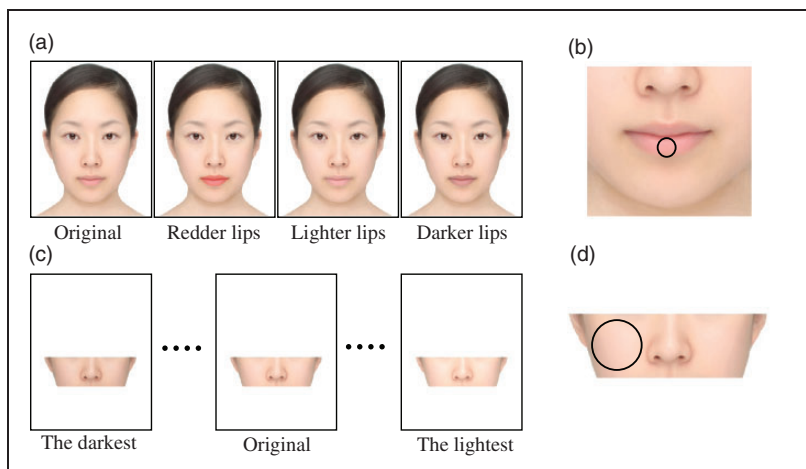 (a)
Original Redder lips Lighter lips Darker lips
(b)
(c)
The darkest Original The lightest
(d)